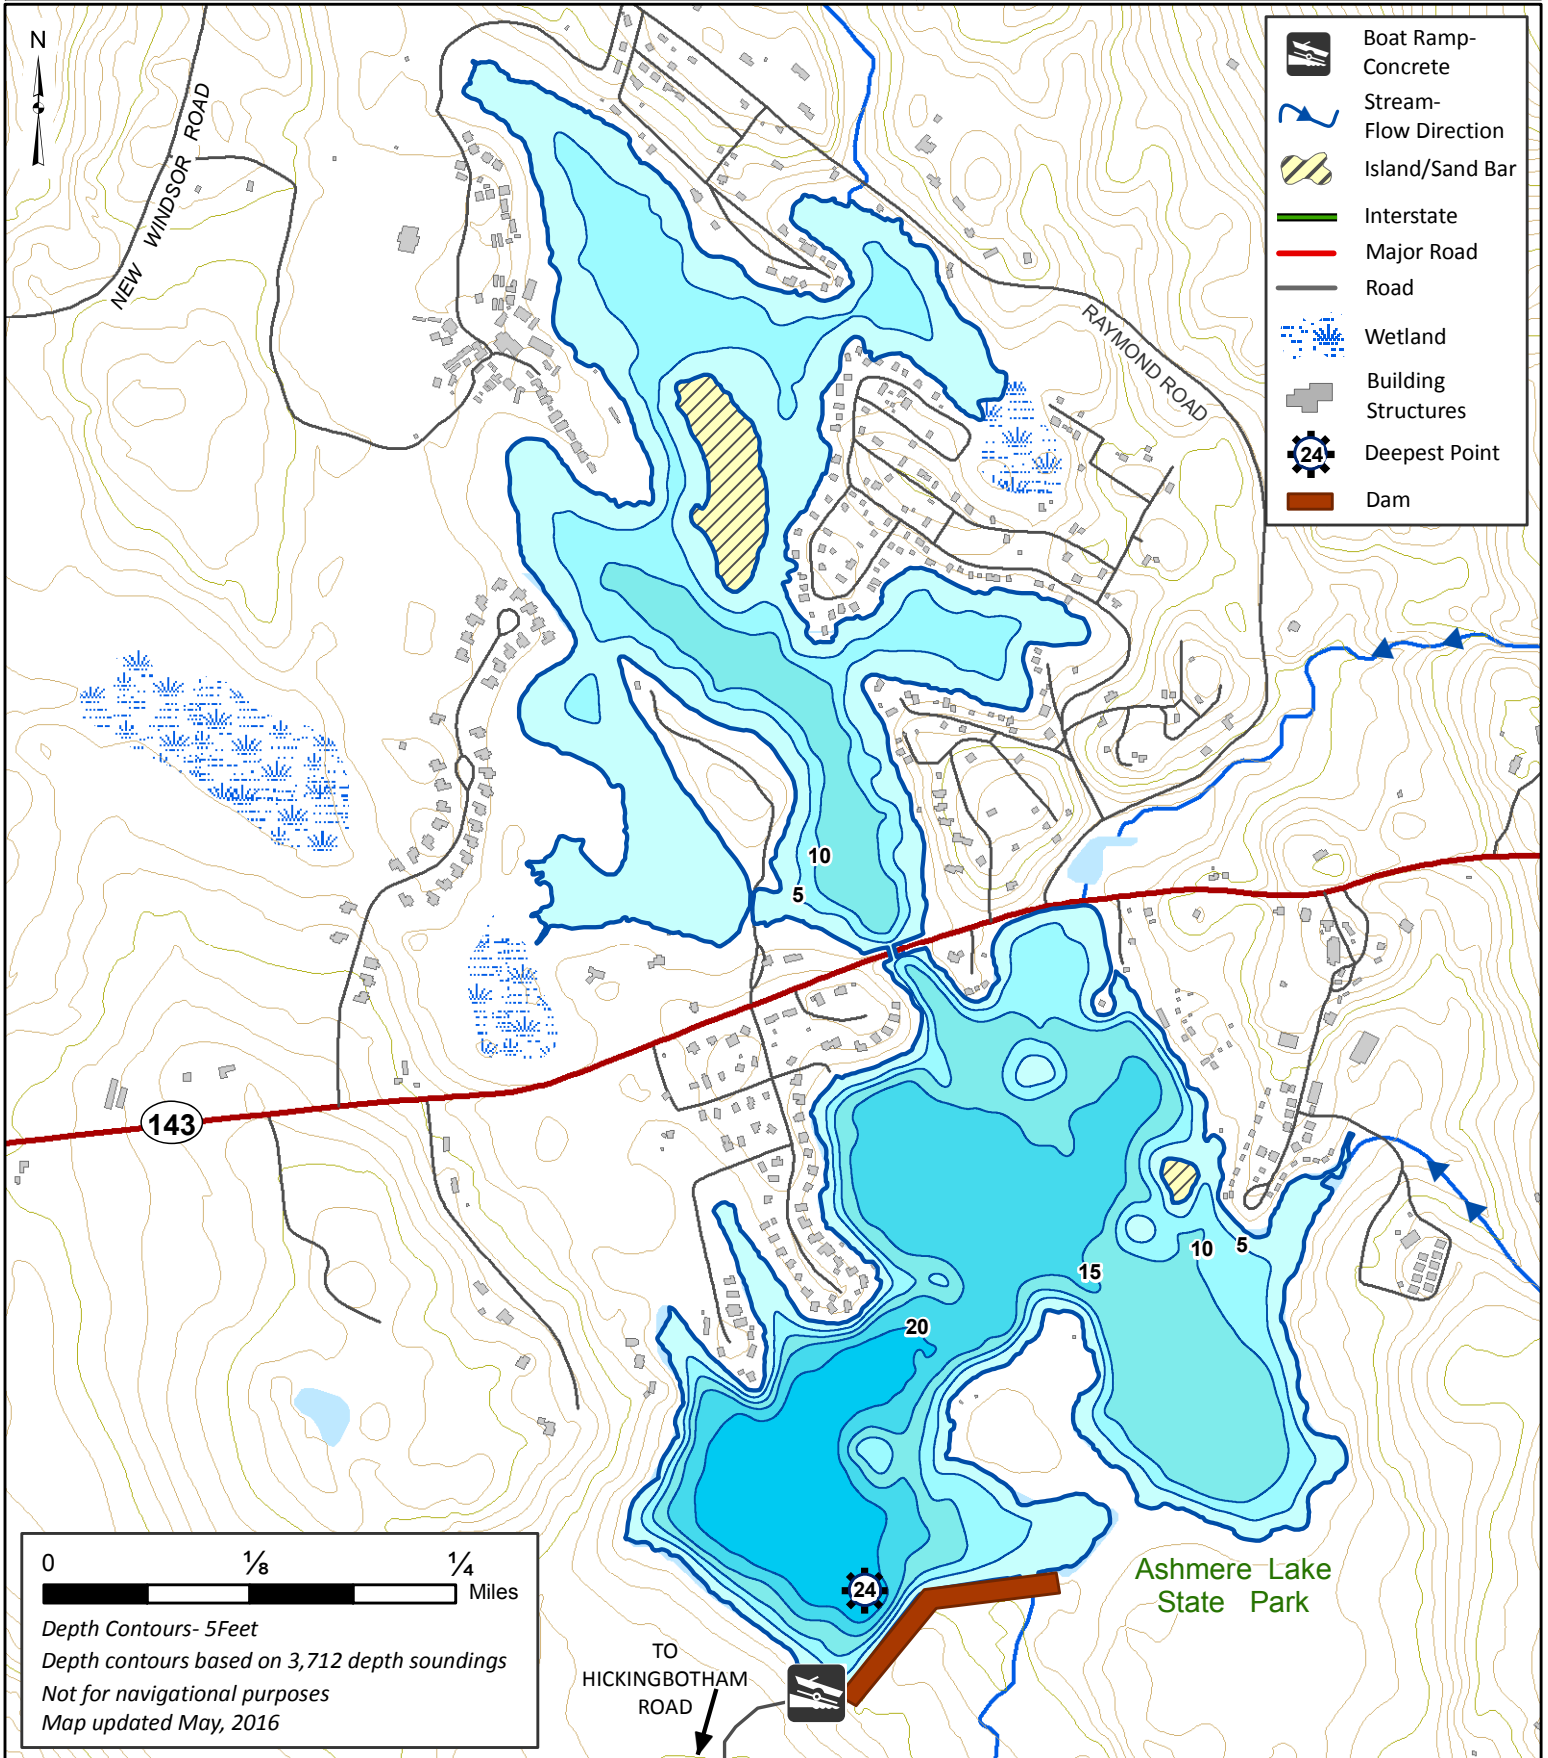 N
NEW WINDSOR ROAD
RAYMOND ROAD
Boat Ramp-
Concrete
Stream-
Flow Direction
Island/Sand Bar
Interstate
Major Road
Road
Wetland
Building
Structures
24
Deepest Point
Dam
10
5
143
10
5
15
20
24
Ashmere Lake
State Park
TO
HICKINGBOTHAM
ROAD
0 ⅛ ¼
Miles
Depth Contours- 5Feet
Depth contours based on 3,712 depth soundings
Not for navigational purposes
Map updated May, 2016